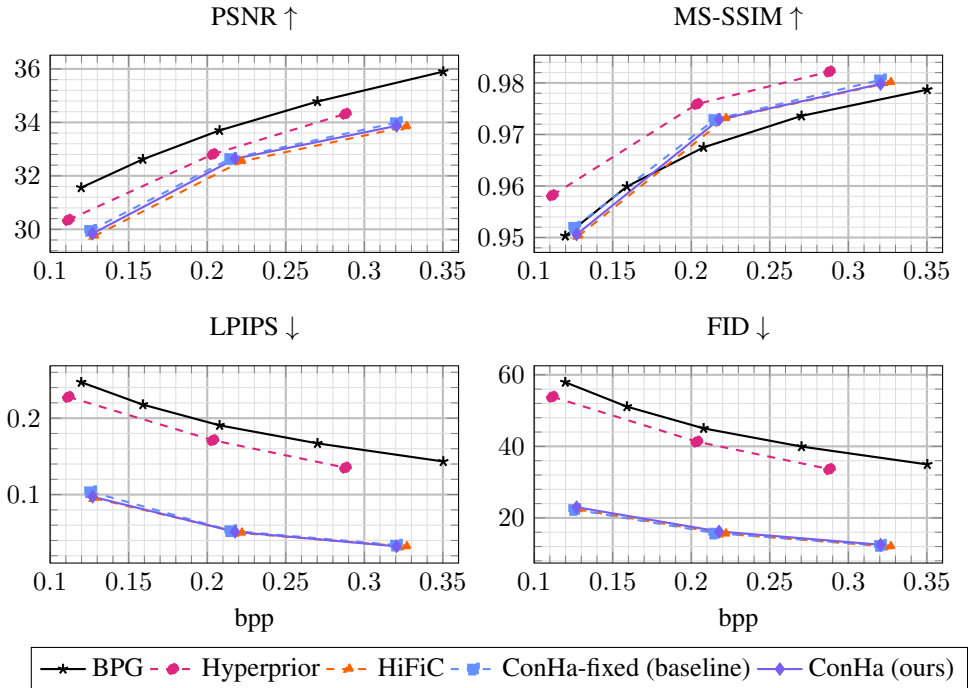 PSNR ↑
MS-SSIM ↑
36
34
32
30
0.1 0.15 0.2 0.25 0.3 0.35
0.98
0.97
0.96
0.95
0.1 0.15 0.2 0.25 0.3 0.35
LPIPS ↓
FID ↓
0.2
0.1
0.1 0.15 0.2 0.25 0.3 0.35
bpp
60
40
20
0.1 0.15 0.2 0.25 0.3 0.35
bpp
BPG Hyperprior HiFiC ConHa-fixed (baseline) ConHa (ours)